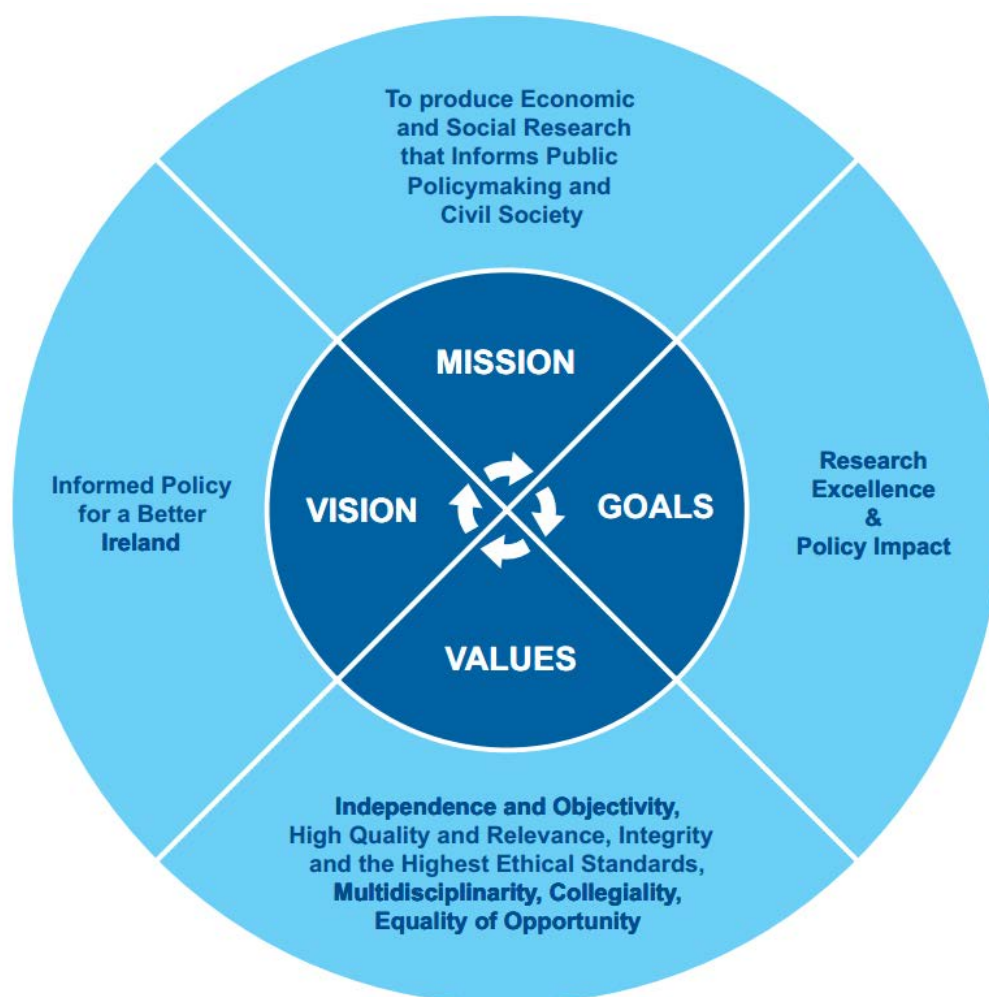 To produce Economic
and Social Research
that Informs Public
Policymaking and
Civil Society
MISSION
Informed Policy
for a Better
Ireland
VISION
GOALS
Research
Excellence
&
Policy Impact
VALUES
Independence and Objectivity,
High Quality and Relevance, Integrity
and the Highest Ethical Standards,
Multidisciplinarity, Collegiality,
Equality of Opportunity